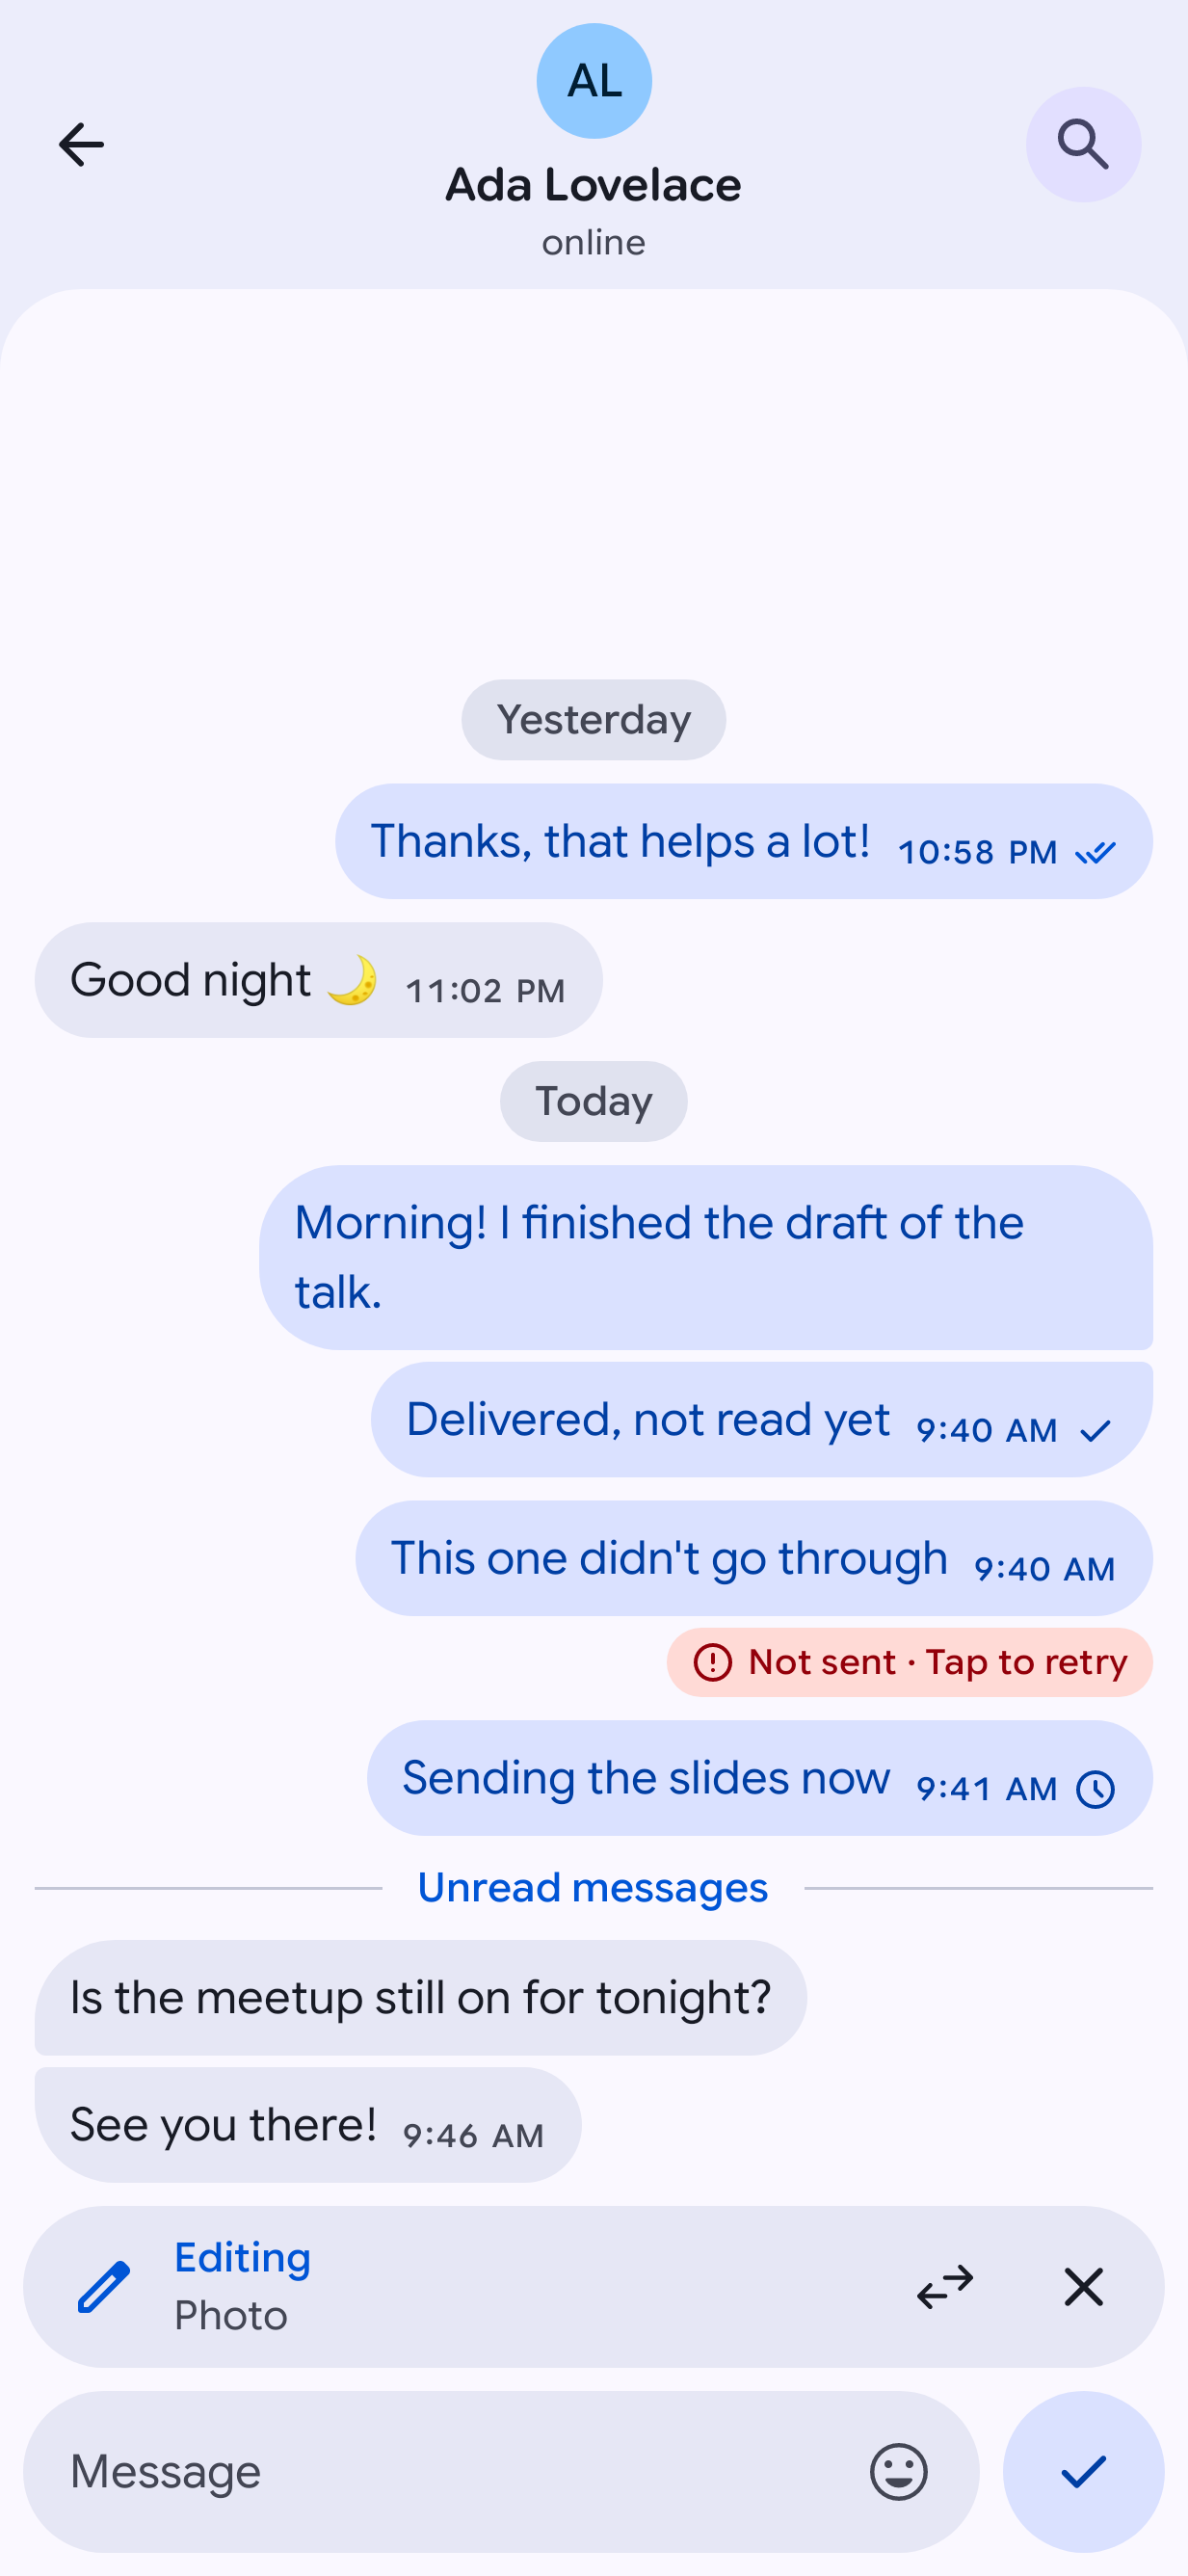 AL
Ada Lovelace
online
Yesterday
Thanks, that helps a lot! 10:58 PM
Good night 🌙 11:02 PM
Today
Morning! I finished the draft of the
talk.
Delivered, not read yet 9:40 AM
This one didn't go through 9:40 AM
Not sent · Tap to retry
Sending the slides now 9:41 AM
Unread messages
Is the meetup still on for tonight?
See you there! 9:46 AM
Editing
Photo
Message